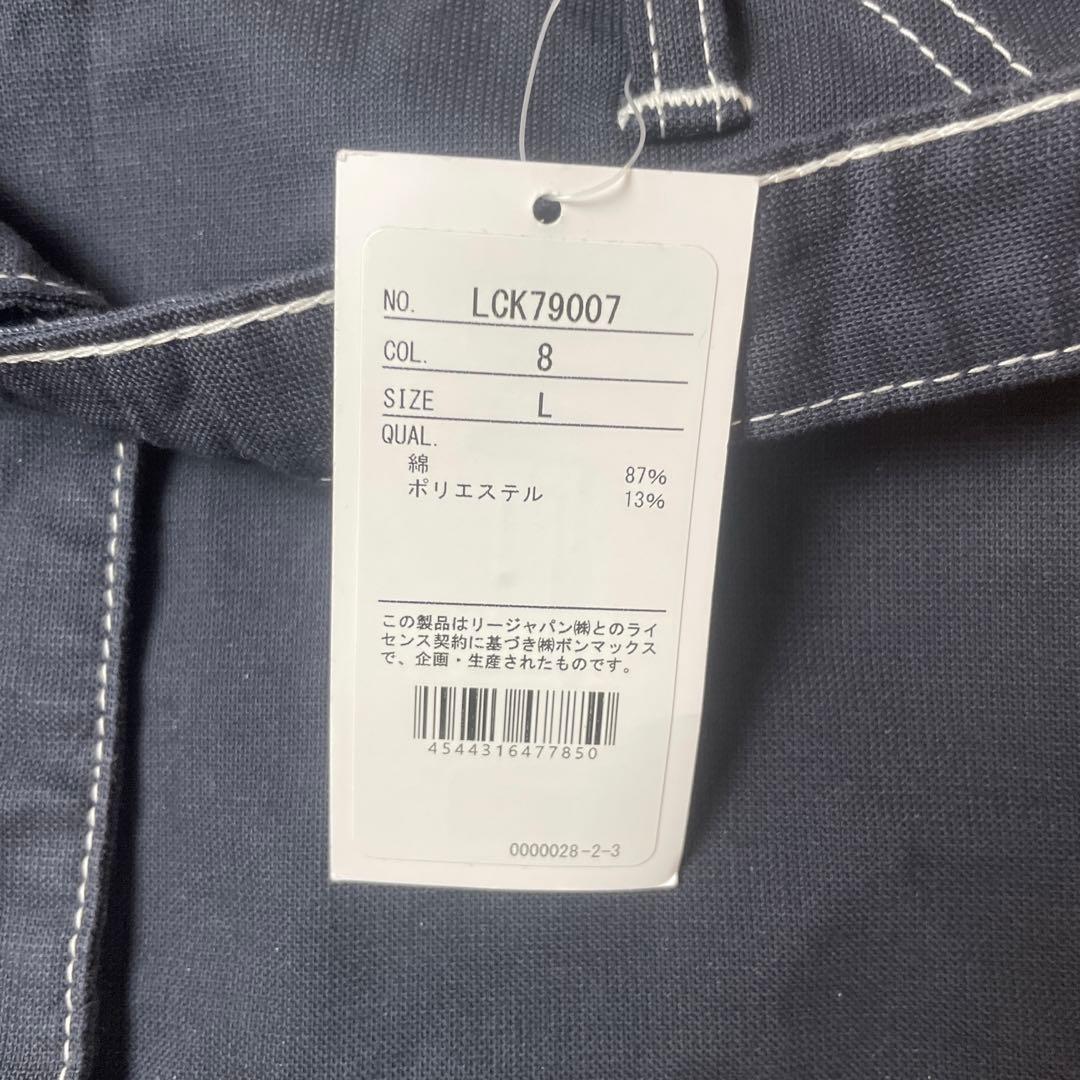 NO. LCK79007
COL. 8
SIZE L
QUAL.
綿 87%
ポリエステル 13%
この製品はリージャパン㈱とのライ
センス契約に基づき㈱ボンマックス
で、企画・生産されたものです。
4544316477850
0000028-2-3